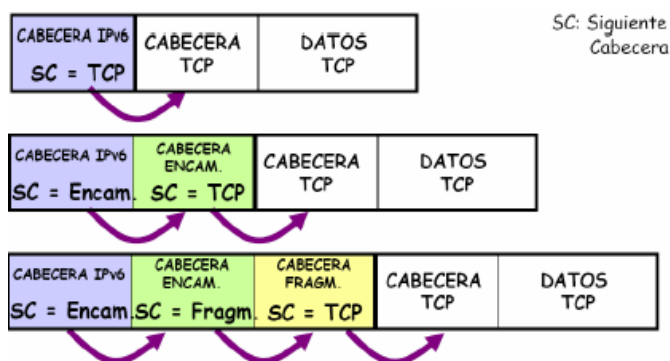 SC: Siguiente
Cabecera
CABECERA IPv6
SC = TCP
CABECERA
TCP
DATOS
TCP
CABECERA IPv6
SC = Encam.
CABECERA
ENCAM.
SC = TCP
CABECERA
TCP
DATOS
TCP
CABECERA IPv6
SC = Encam.
CABECERA
ENCAM.
SC = Fragm.
CABECERA
FRAGM.
SC = TCP
CABECERA
TCP
DATOS
TCP